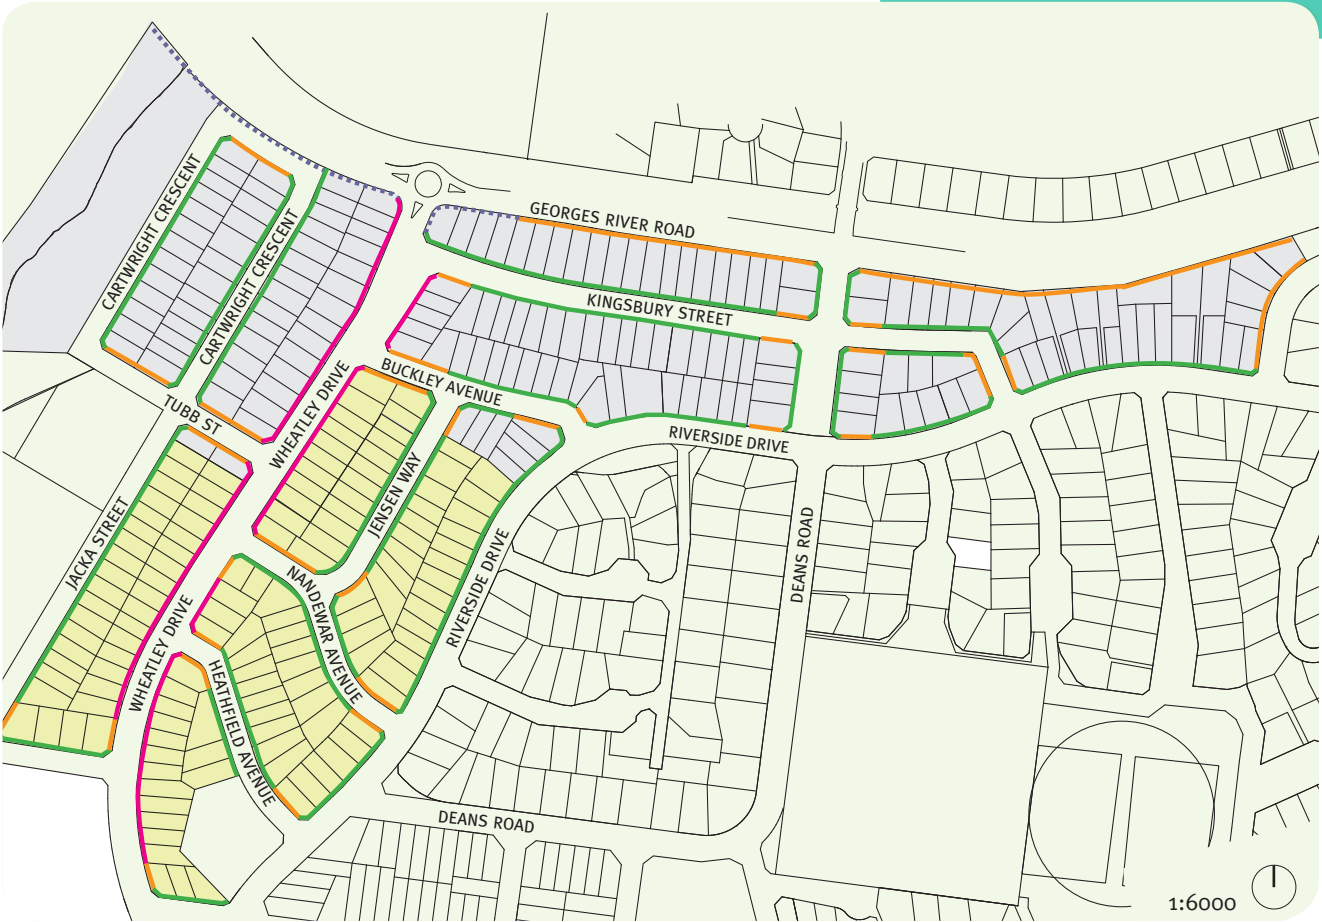 GEORGES RIVER ROAD
CARTWRIGHT CRESCENT
CARTWRIGHT CRESCENT
KINGSBURY STREET
BUCKLEY AVENUE
TUBB ST
WHEATLEY DRIVE
RIVERSIDE DRIVE
JENSEN WAY
JACKA STREET
DEANS ROAD
RIVERSIDE DRIVE
NANDEWAR AVENUE
WHEATLEY DRIVE
HEATHFIELD AVENUE
DEANS ROAD
1:6000